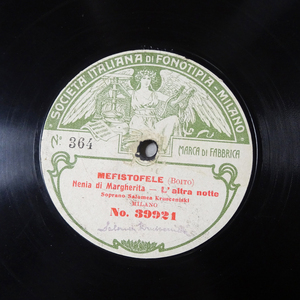 SOCIETÀ ITALIANA DI FONOTIPIA - MILANO
No 364
MARCA DI FABBRICA
MEFISTOFELE (BOITO)
Nenia di Margherita — L'altra notte
Soprano Salomea Krusceniski
MILANO
No. 39921